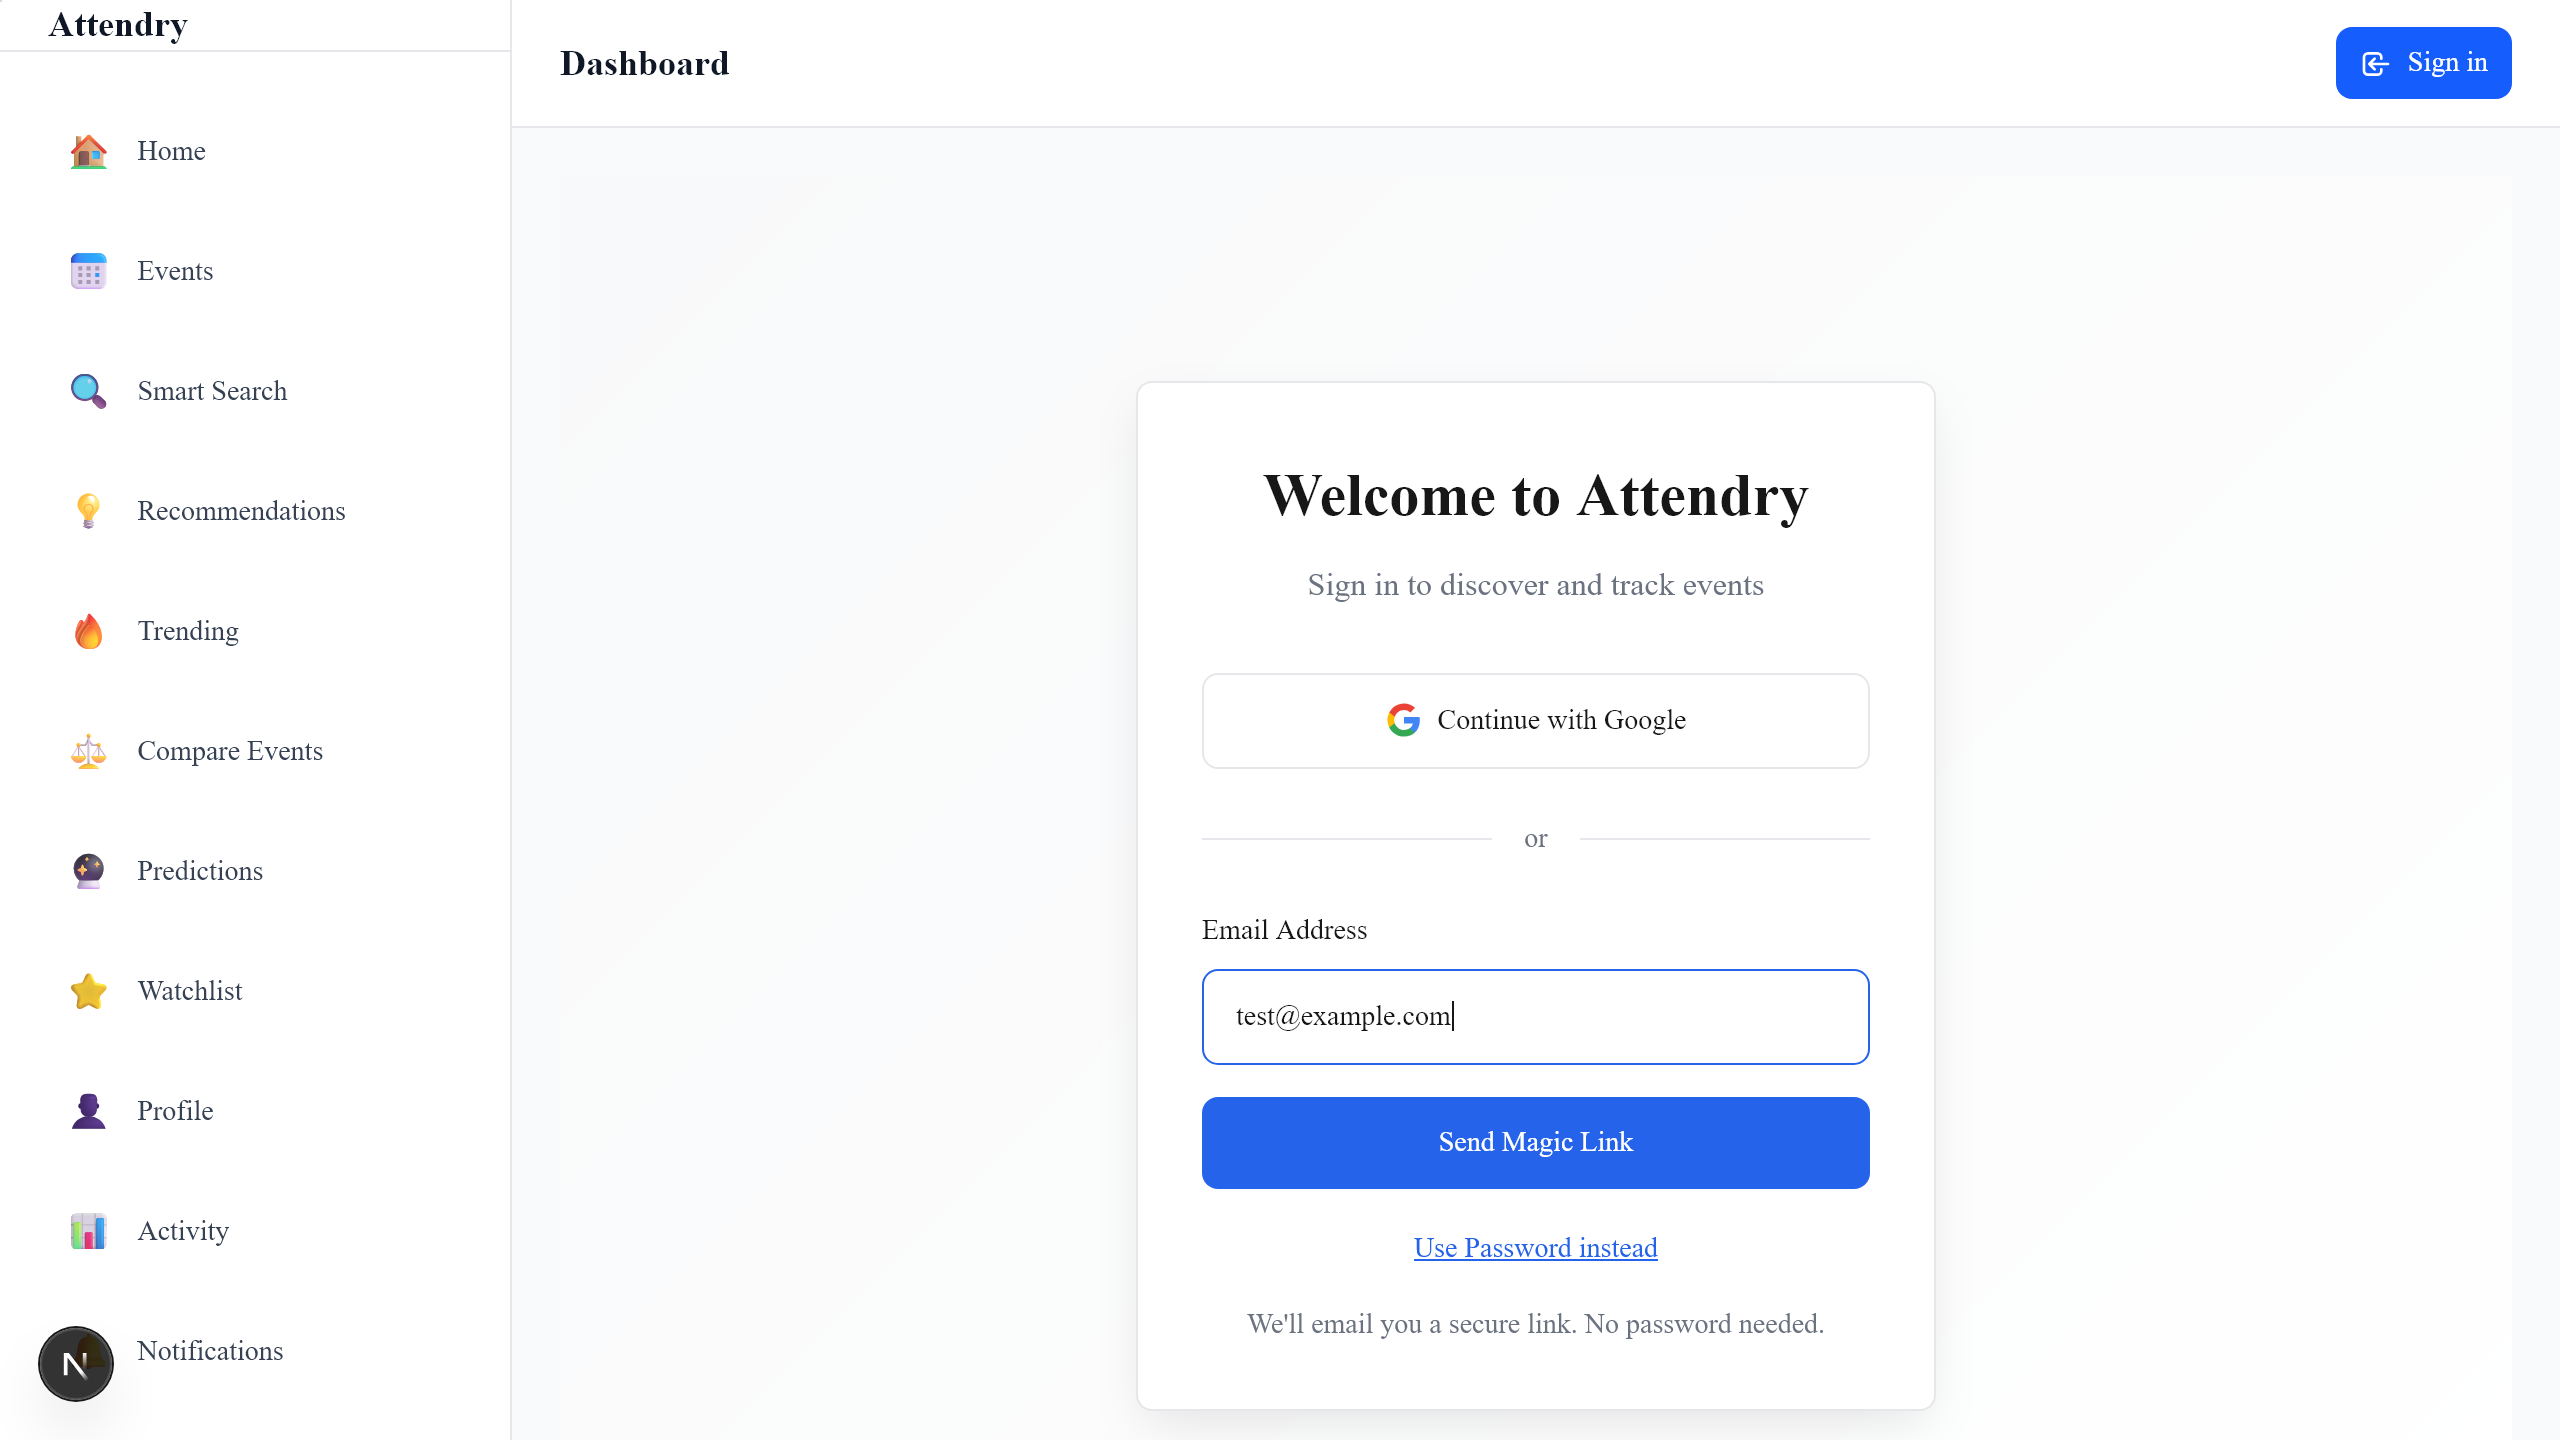 Attendry
Dashboard
Sign in
Home
Events
Smart Search
Recommendations
Trending
Compare Events
Predictions
Watchlist
Profile
Activity
Notifications
N
Welcome to Attendry
Sign in to discover and track events
Continue with Google
or
Email Address
test@example.com
Send Magic Link
Use Password instead
We'll email you a secure link. No password needed.